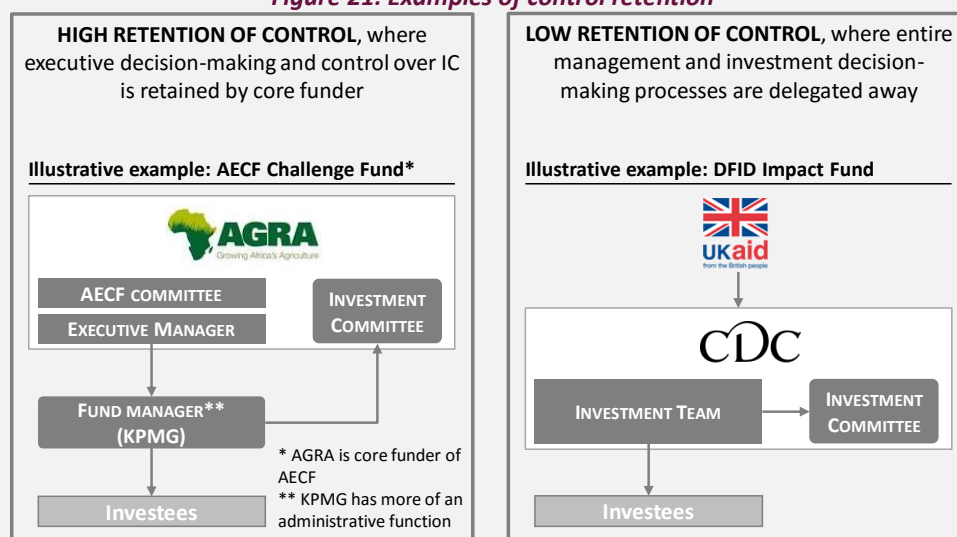 Figure 21: Examples of control retention
HIGH RETENTION OF CONTROL, where
executive decision-making and control over IC
is retained by core funder
Illustrative example: AECF Challenge Fund*
AGRA
Growing Africa's Agriculture
AECF COMMITTEE
EXECUTIVE MANAGER
INVESTMENT
COMMITTEE
FUND MANAGER**
(KPMG)
* AGRA is core funder of
AECF
** KPMG has more of an
administrative function
Investees
LOW RETENTION OF CONTROL, where entire
management and investment decision-
making processes are delegated away
Illustrative example: DFID Impact Fund
UKaid
from the British people
CDC
INVESTMENT TEAM
INVESTMENT
COMMITTEE
Investees